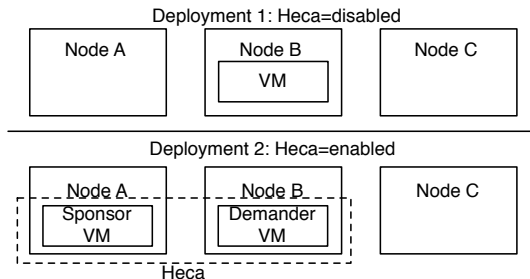 Deployment 1: Heca=disabled
Node A
Node B
Node C
VM
Deployment 2: Heca=enabled
Node A
Node B
Node C
Sponsor
VM
Demander
VM
Heca